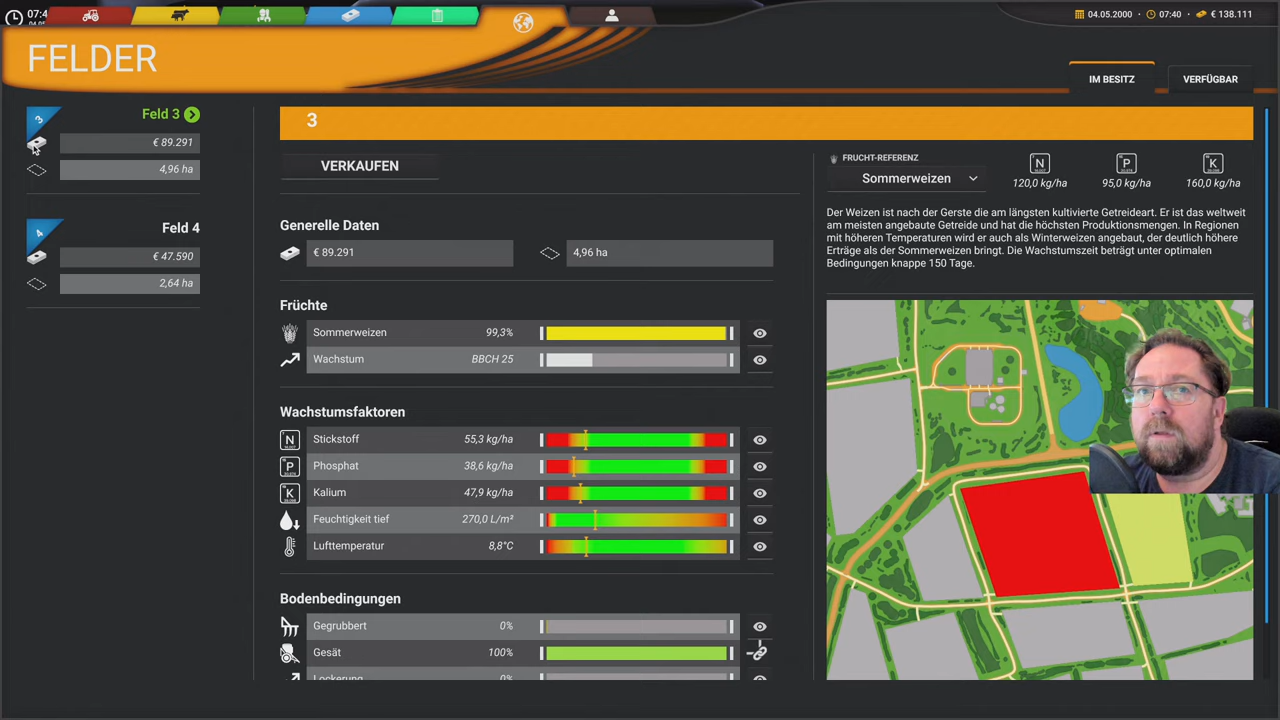 04.05.2000 • 07:40 • € 138.111
FELDER
IM BESITZ
VERFÜGBAR
3
Feld 3
€ 89.291
4,96 ha
4
Feld 4
€ 47.590
2,64 ha
3
VERKAUFEN
Generelle Daten
€ 89.291
4,96 ha
Früchte
Sommerweizen 99,3%
Wachstum BBCH 25
Wachstumsfaktoren
N Stickstoff 55,3 kg/ha
P Phosphat 38,6 kg/ha
K Kalium 47,9 kg/ha
Feuchtigkeit tief 270,0 L/m²
Lufttemperatur 8,8°C
Bodenbedingungen
Gegrubbert 0%
Gesät 100%
Lockerung 0%
FRUCHT-REFERENZ
Sommerweizen
N
120,0 kg/ha
P
95,0 kg/ha
K
160,0 kg/ha
Der Weizen ist nach der Gerste die am längsten kultivierte Getreideart. Er ist das weltweit
am meisten angebaute Getreide und hat die höchsten Produktionsmengen. In Regionen
mit höheren Temperaturen wird er auch als Winterweizen angebaut, der deutlich höhere
Erträge als der Sommerweizen bringt. Die Wachstumszeit beträgt unter optimalen
Bedingungen knappe 150 Tage.